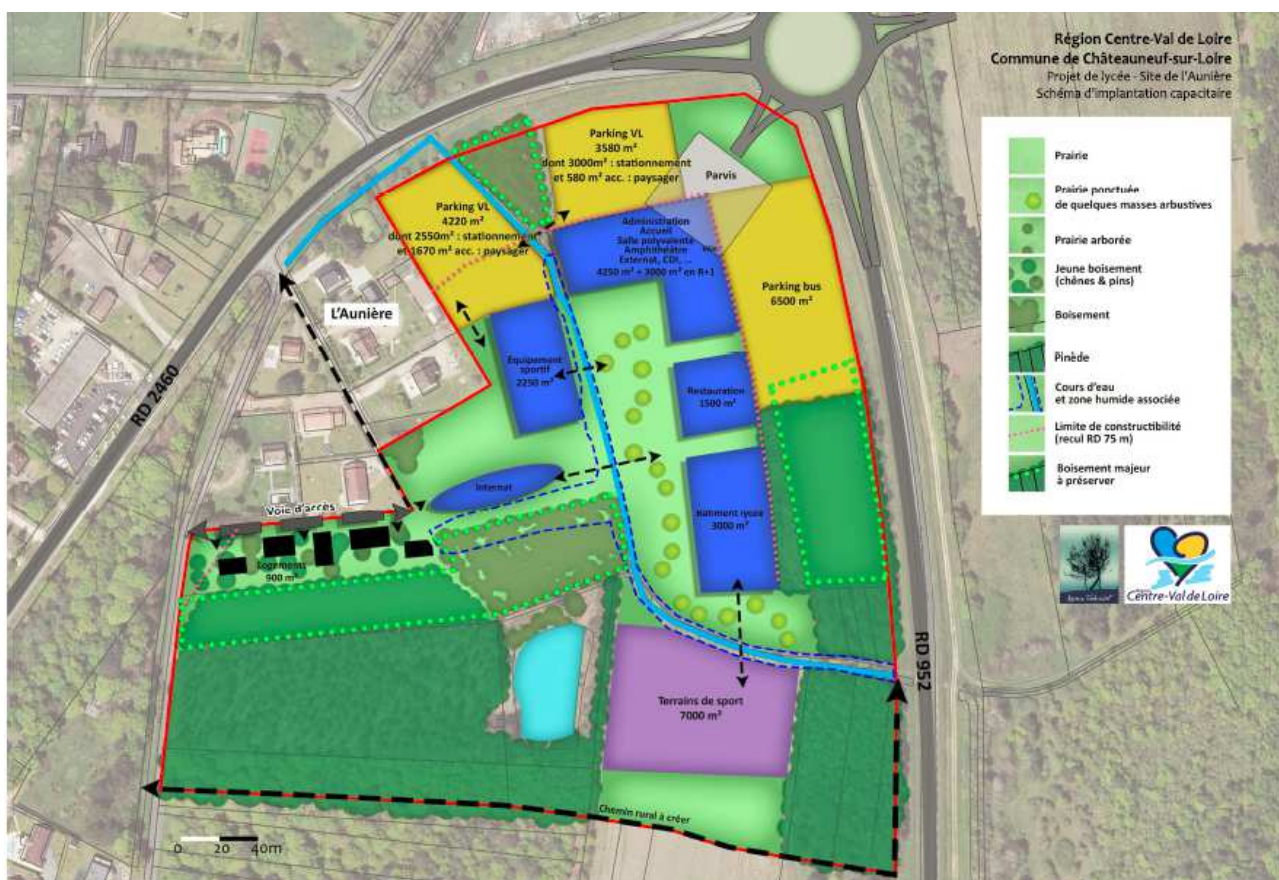 Région Centre-Val de Loire
Commune de Châteauneuf-sur-Loire
Projet de lycée - Site de l'Aunière
Schéma d'implantation capacitaire
Prairie
Prairie ponctuée
de quelques masses arbustives
Prairie arborée
Jeune boisement
(chênes & pins)
Boisement
Pinède
Cours d'eau
et zone humide associée
Limite de constructibilité
(recul RD 75 m)
Boisement majeur
à préserver
Centre-Val de Loire
Parking VL
3580 m²
dont 3000m² : stationnement
et 580 m² acc. : paysager
Parvis
Parking VL
4220 m²
dont 2550m² : stationnement
et 1670 m² acc. : paysager
Administration
Accueil
Salle polyvalente
Amphithéâtre
Externat, CDI, ...
4250 m² + 3000 m² en R+1
Parking bus
6500 m²
L'Aunière
RD 2460
Equipement
sportif
2250 m²
Restauration
1500 m²
Internat
Bâtiment lycée
3000 m²
Voie d'accès
Logements
900 m²
RD 952
Terrains de sport
7000 m²
Chemin rural à créer
0 20 40m